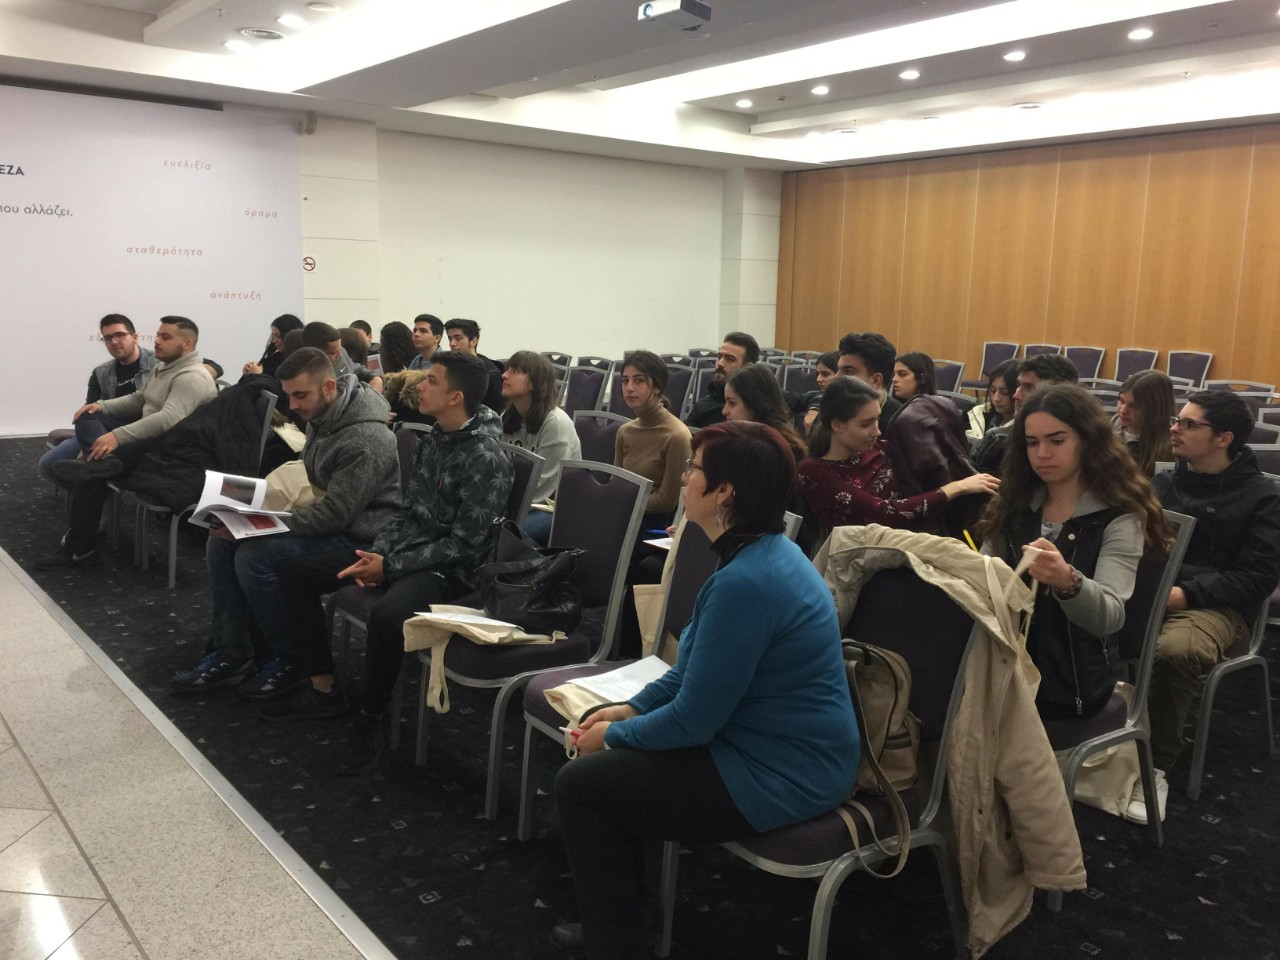 ΕΖΑ
που αλλάζει.
ευελιξία
όραμα
σταθερότητα
ανάπτυξη